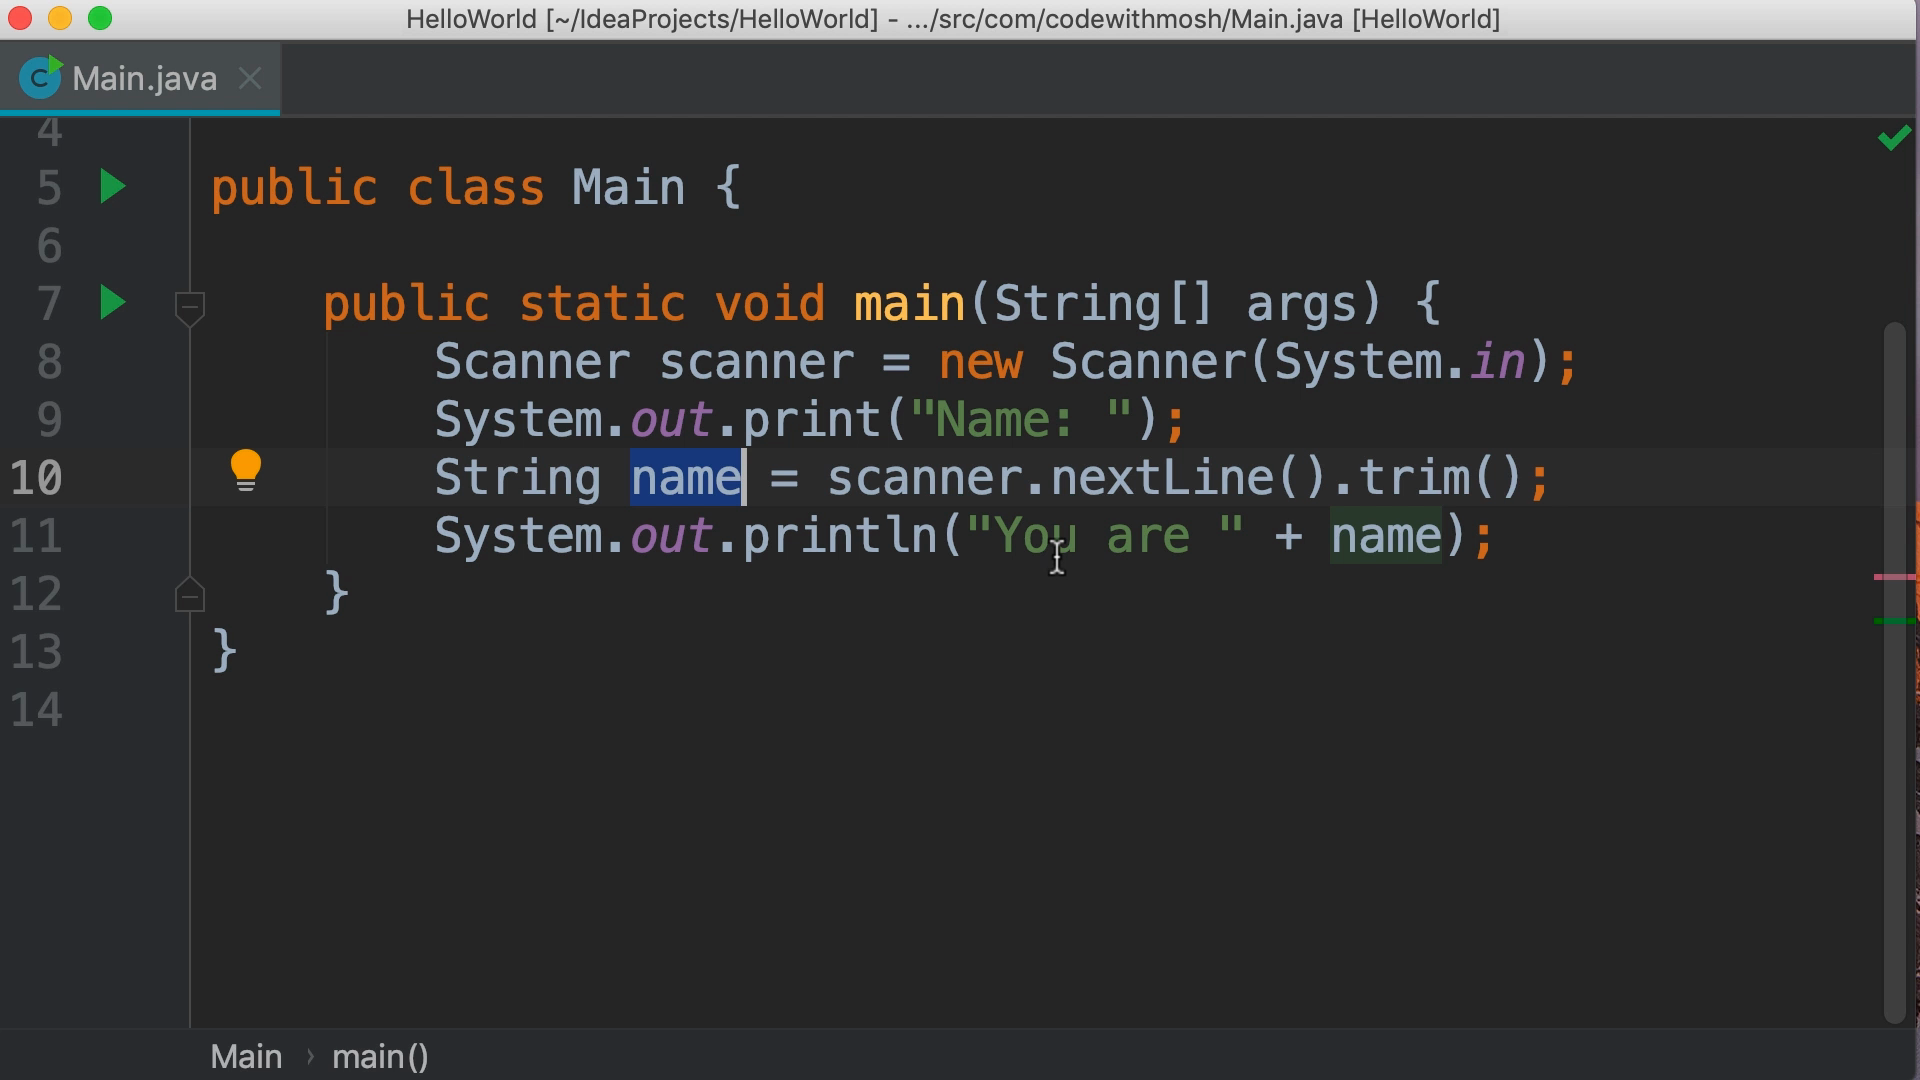 HelloWorld [~/IdeaProjects/HelloWorld] - .../src/com/codewithmosh/Main.java [HelloWorld]
C Main.java
4
5 public class Main {
6
7 public static void main(String[] args) {
8 Scanner scanner = new Scanner(System.in);
9 System.out.print("Name: ");
10 String name = scanner.nextLine().trim();
11 System.out.println("You are " + name);
12 }
13 }
14
Main › main()